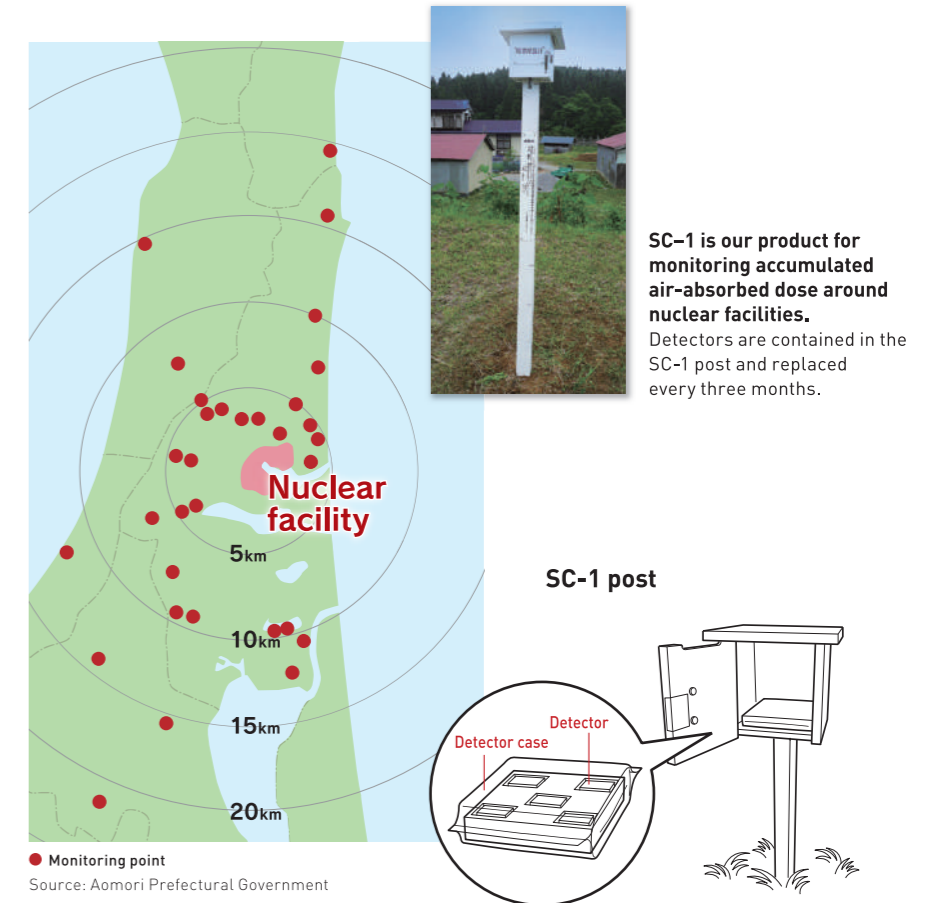 SC–1 is our product for
monitoring accumulated
air-absorbed dose around
nuclear facilities.
Detectors are contained in the
SC-1 post and replaced
every three months.
Nuclear
facility
5km
10km
15km
20km
Monitoring point
Source: Aomori Prefectural Government
SC-1 post
Detector
Detector case